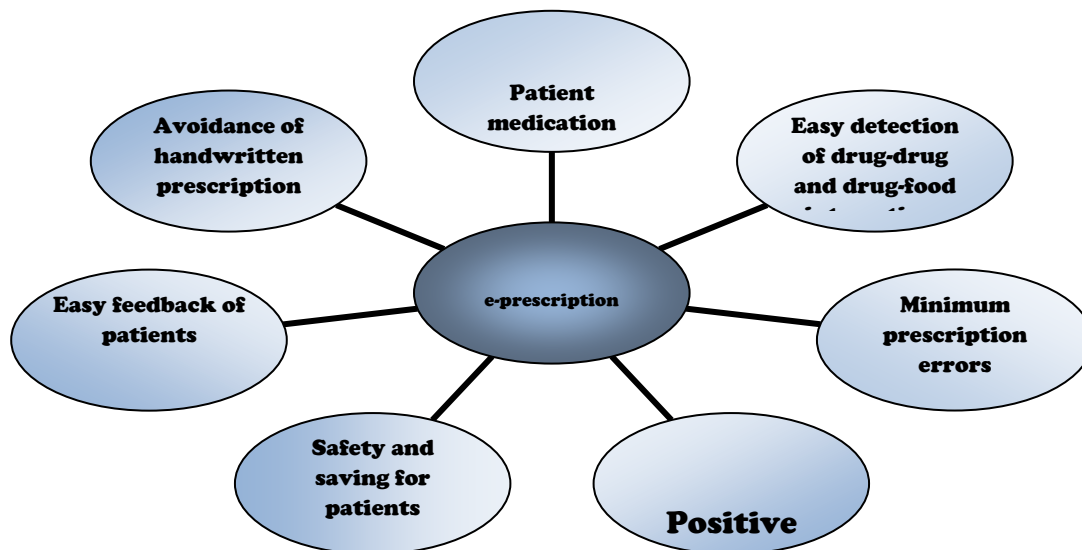 Patient
medication
Easy detection
of drug-drug
and drug-food
Minimum
prescription
errors
Positive
Safety and
saving for
patients
Easy feedback of
patients
Avoidance of
handwritten
prescription
e-prescription